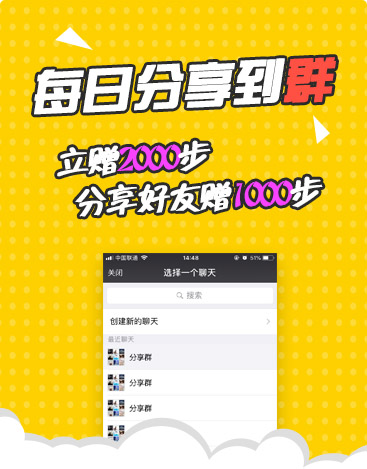 每日分享到群
立赠2000步
分享好友赠1000步
中国联通 14:48 51%
关闭 选择一个聊天
搜索
创建新的聊天
最近聊天
分享群
分享群
分享群